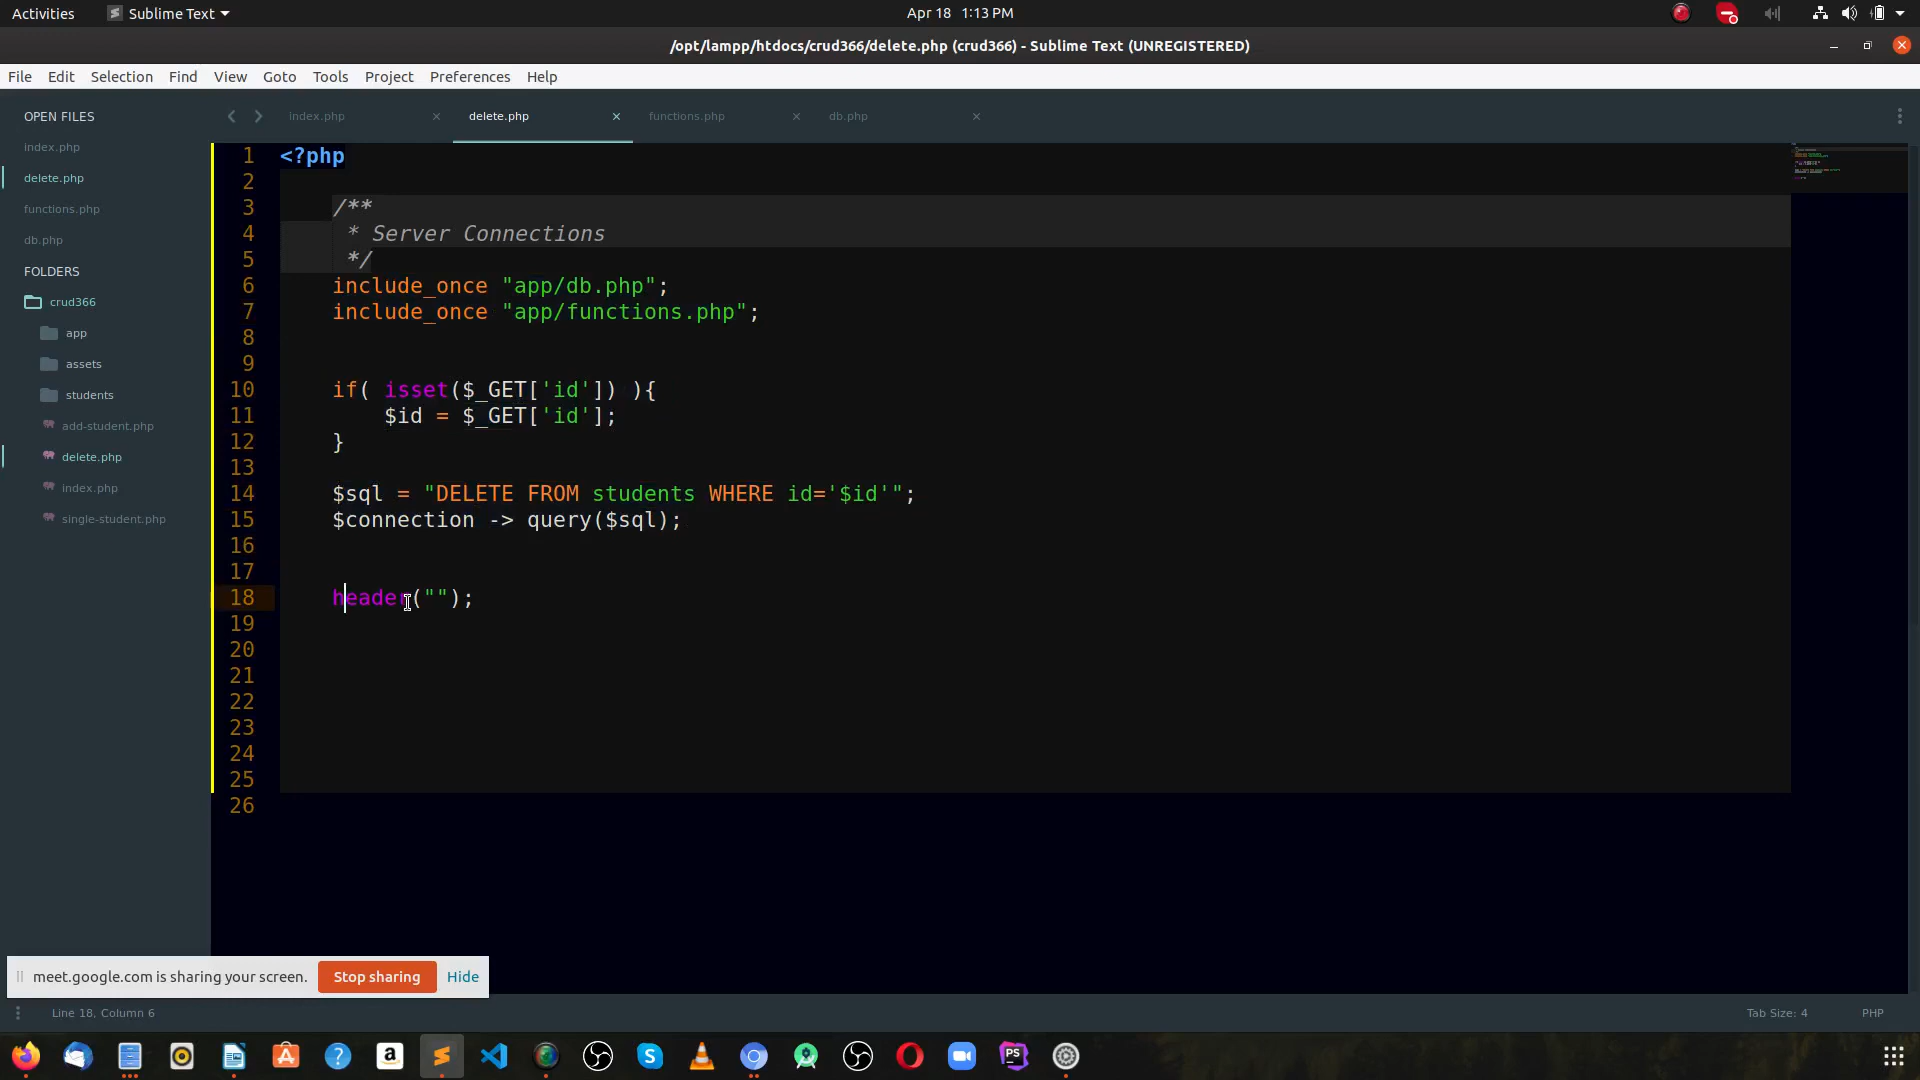 Activities
Sublime Text
Apr 18 1:13 PM
/opt/lampp/htdocs/crud366/delete.php (crud366) - Sublime Text (UNREGISTERED)
File Edit Selection Find View Goto Tools Project Preferences Help
OPEN FILES
index.php
delete.php
functions.php
db.php
FOLDERS
crud366
app
assets
students
add-student.php
delete.php
index.php
single-student.php
index.php delete.php functions.php db.php
1 <?php
2
3 /**
4 * Server Connections
5 */
6 include_once "app/db.php";
7 include_once "app/functions.php";
8
9
10 if( isset($_GET['id']) ){
11 $id = $_GET['id'];
12 }
13
14 $sql = "DELETE FROM students WHERE id='$id'";
15 $connection -> query($sql);
16
17
18 header("");
19
20
21
22
23
24
25
26
meet.google.com is sharing your screen. Stop sharing Hide
Line 18, Column 6
Tab Size: 4
PHP